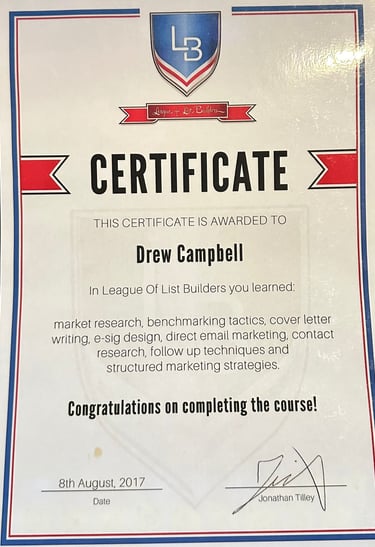 LB
League of List Builders
CERTIFICATE
THIS CERTIFICATE IS AWARDED TO
Drew Campbell
In League Of List Builders you learned:
market research, benchmarking tactics, cover letter
writing, e-sig design, direct email marketing, contact
research, follow up techniques and
structured marketing strategies.
Congratulations on completing the course!
8th August, 2017
Date
Jonathan Tilley